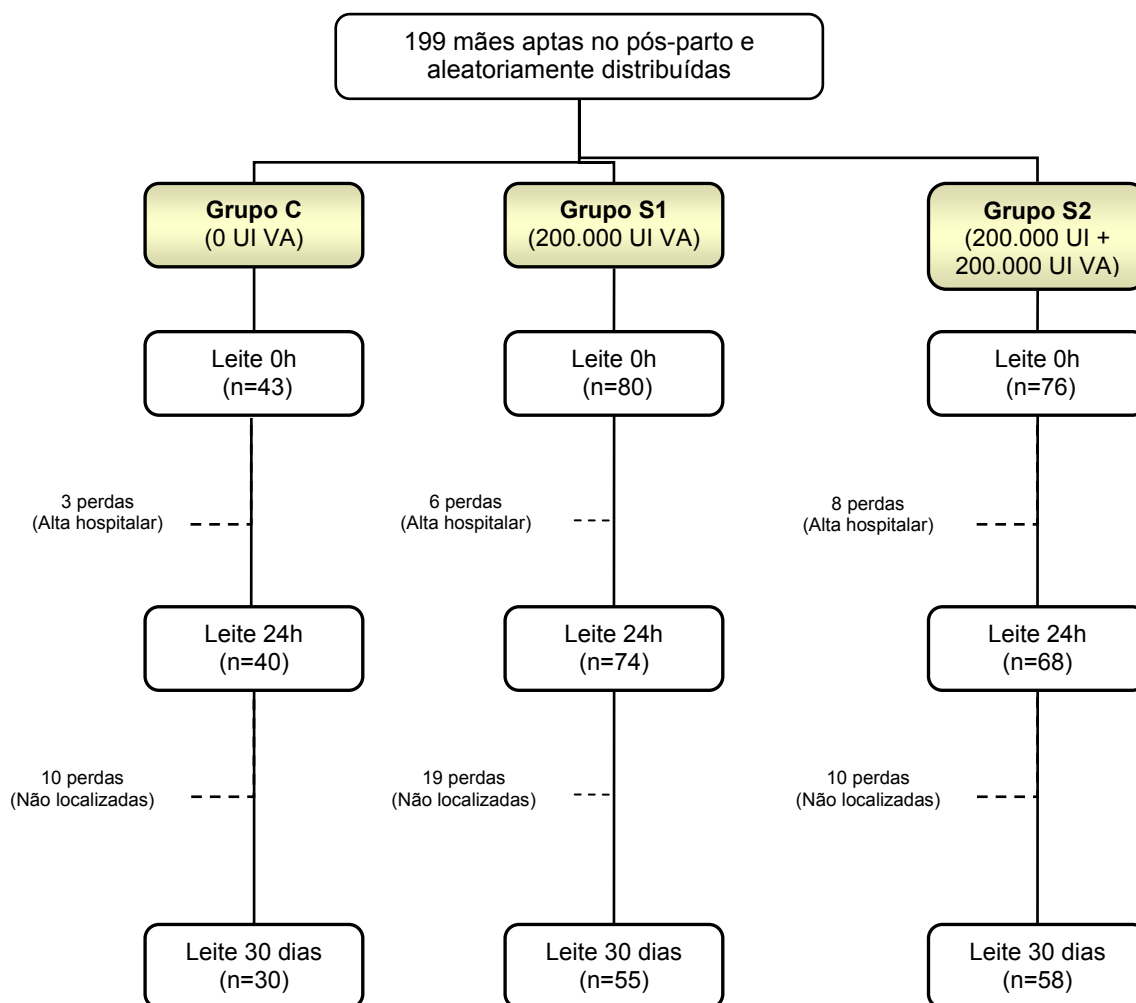 199 mães aptas no pós-parto e
aleatoriamente distribuídas
Grupo C
(0 UI VA)
Grupo S1
(200.000 UI VA)
Grupo S2
(200.000 UI +
200.000 UI VA)
Leite 0h
(n=43)
Leite 0h
(n=80)
Leite 0h
(n=76)
3 perdas
(Alta hospitalar)
6 perdas
(Alta hospitalar)
8 perdas
(Alta hospitalar)
Leite 24h
(n=40)
Leite 24h
(n=74)
Leite 24h
(n=68)
10 perdas
(Não localizadas)
19 perdas
(Não localizadas)
10 perdas
(Não localizadas)
Leite 30 dias
(n=30)
Leite 30 dias
(n=55)
Leite 30 dias
(n=58)